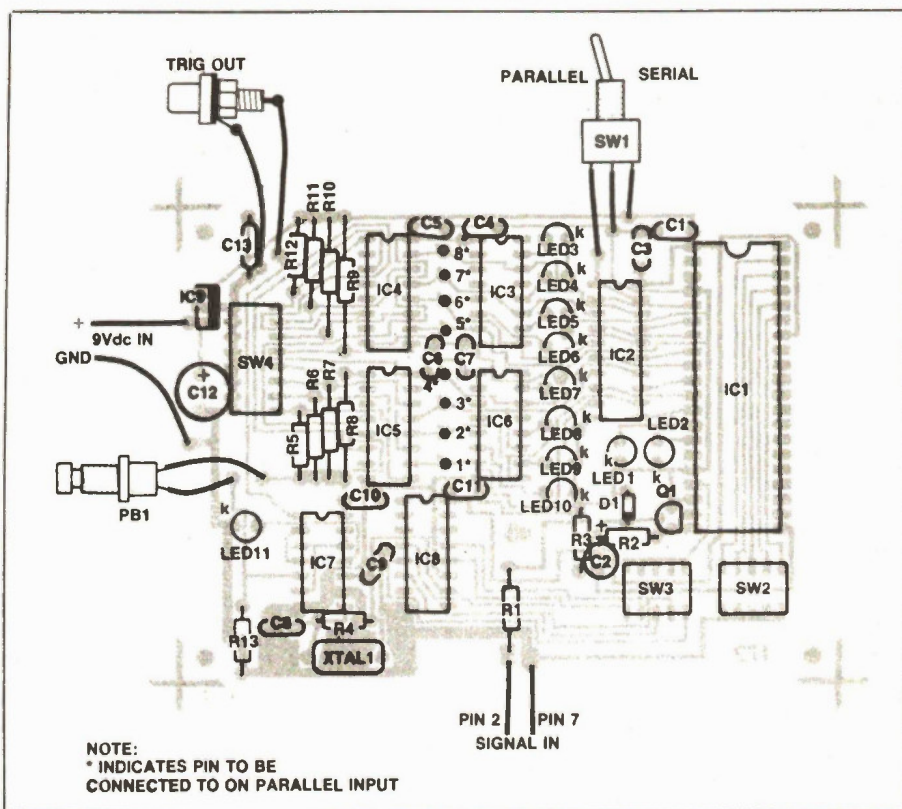 TRIG OUT
PARALLEL SERIAL
SW1
R11
R10
C13
R12
R9
C5
C4
LED3
k
C3
C1
8*
7*
6*
5*
IC4
IC3
LED4
k
LED5
k
IC9
+
9Vdc IN
GND
SW4
C6
C7
LED6
k
IC2
IC1
LED7
k
+
C12
R6
R7
R5
R8
IC5
3*
2*
1*
IC6
LED8
k
LED9
k
LED10
k
LED2
k
LED1
k
PB1
C10
C11
D1
Q1
k
LED11
IC7
C9
IC8
R3
+
C2
R2
SW3
SW2
R1
R13
C8
R4
XTAL1
PIN 2 PIN 7
SIGNAL IN
NOTE:
* INDICATES PIN TO BE
CONNECTED TO ON PARALLEL INPUT